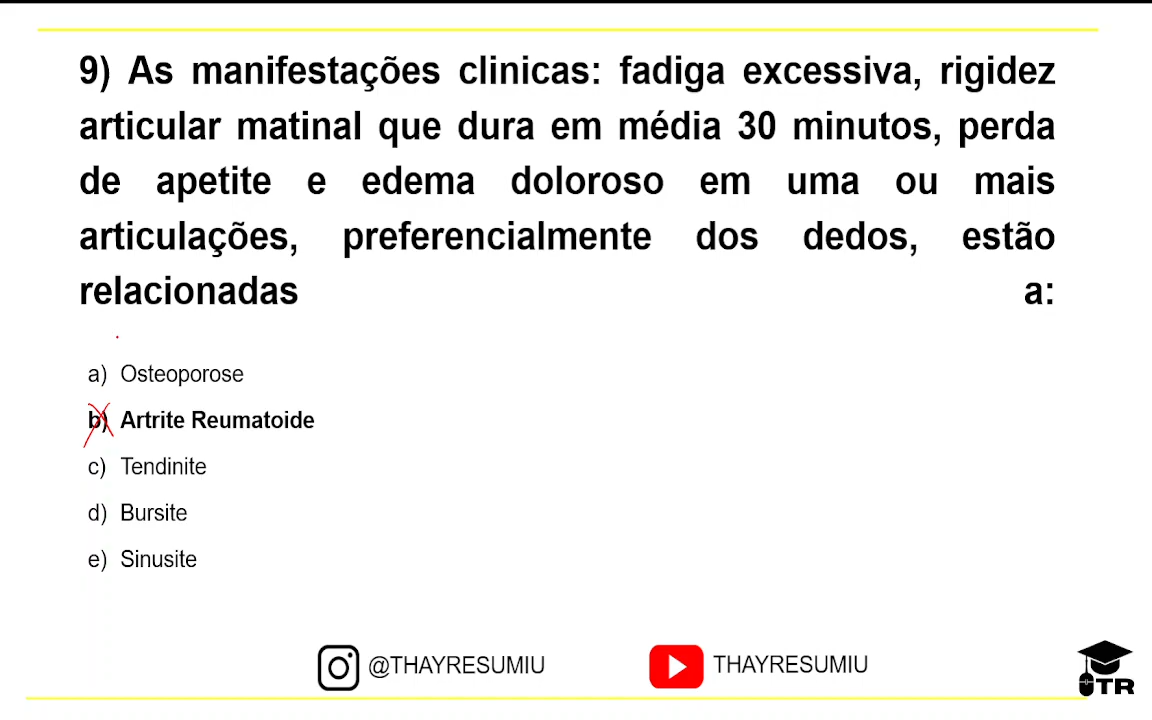 9) As manifestações clinicas: fadiga excessiva, rigidez
articular matinal que dura em média 30 minutos, perda
de apetite e edema doloroso em uma ou mais
articulações, preferencialmente dos dedos, estão
relacionadas a:
a) Osteoporose
b) Artrite Reumatoide
c) Tendinite
d) Bursite
e) Sinusite
@THAYRESUMIU THAYRESUMIU
TR